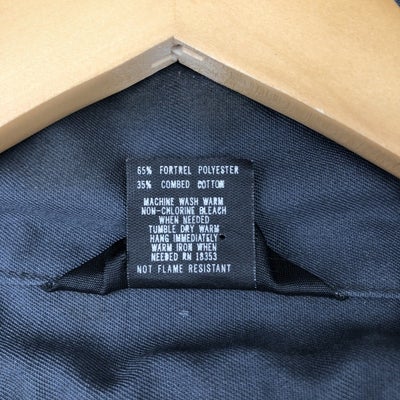 65% FORTREL POLYESTER
35% COMBED COTTON
MACHINE WASH WARM
NON-CHLORINE BLEACH
WHEN NEEDED
TUMBLE DRY WARM
HANG IMMEDIATELY
WARM IRON WHEN
NEEDED RN 18353
NOT FLAME RESISTANT